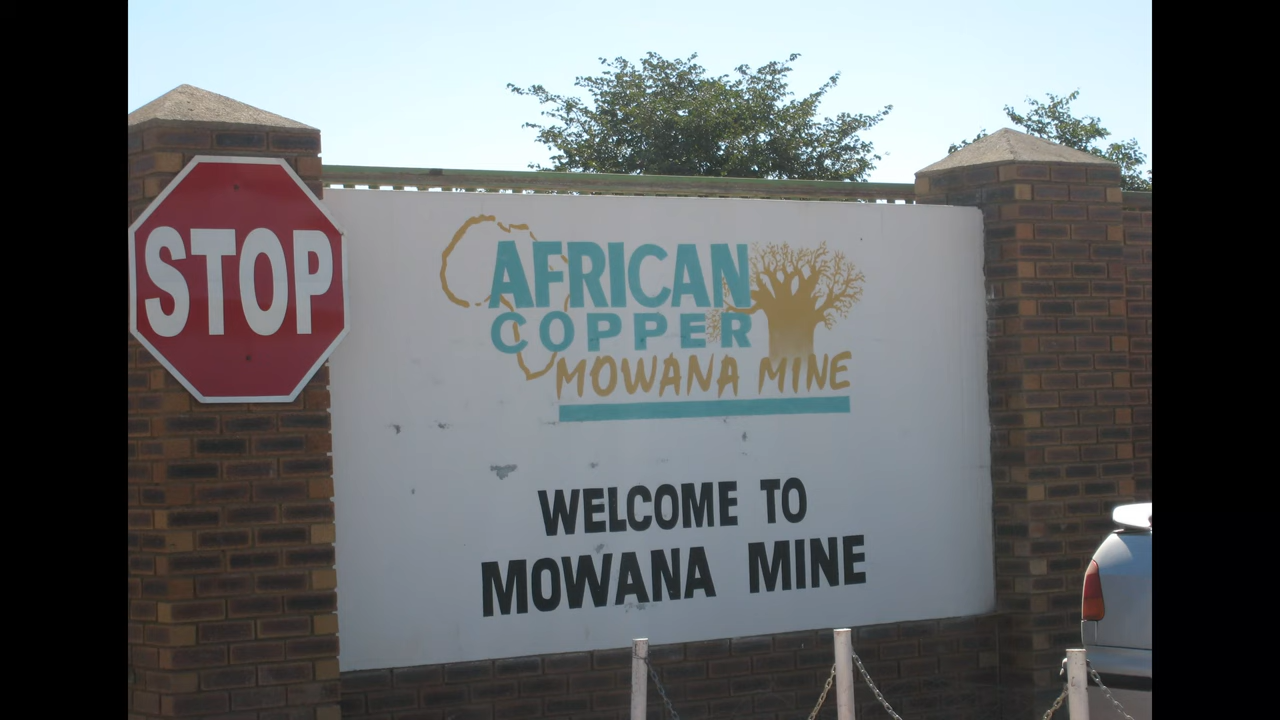 STOP
AFRICAN
COPPER
MOWANA MINE
WELCOME TO
MOWANA MINE